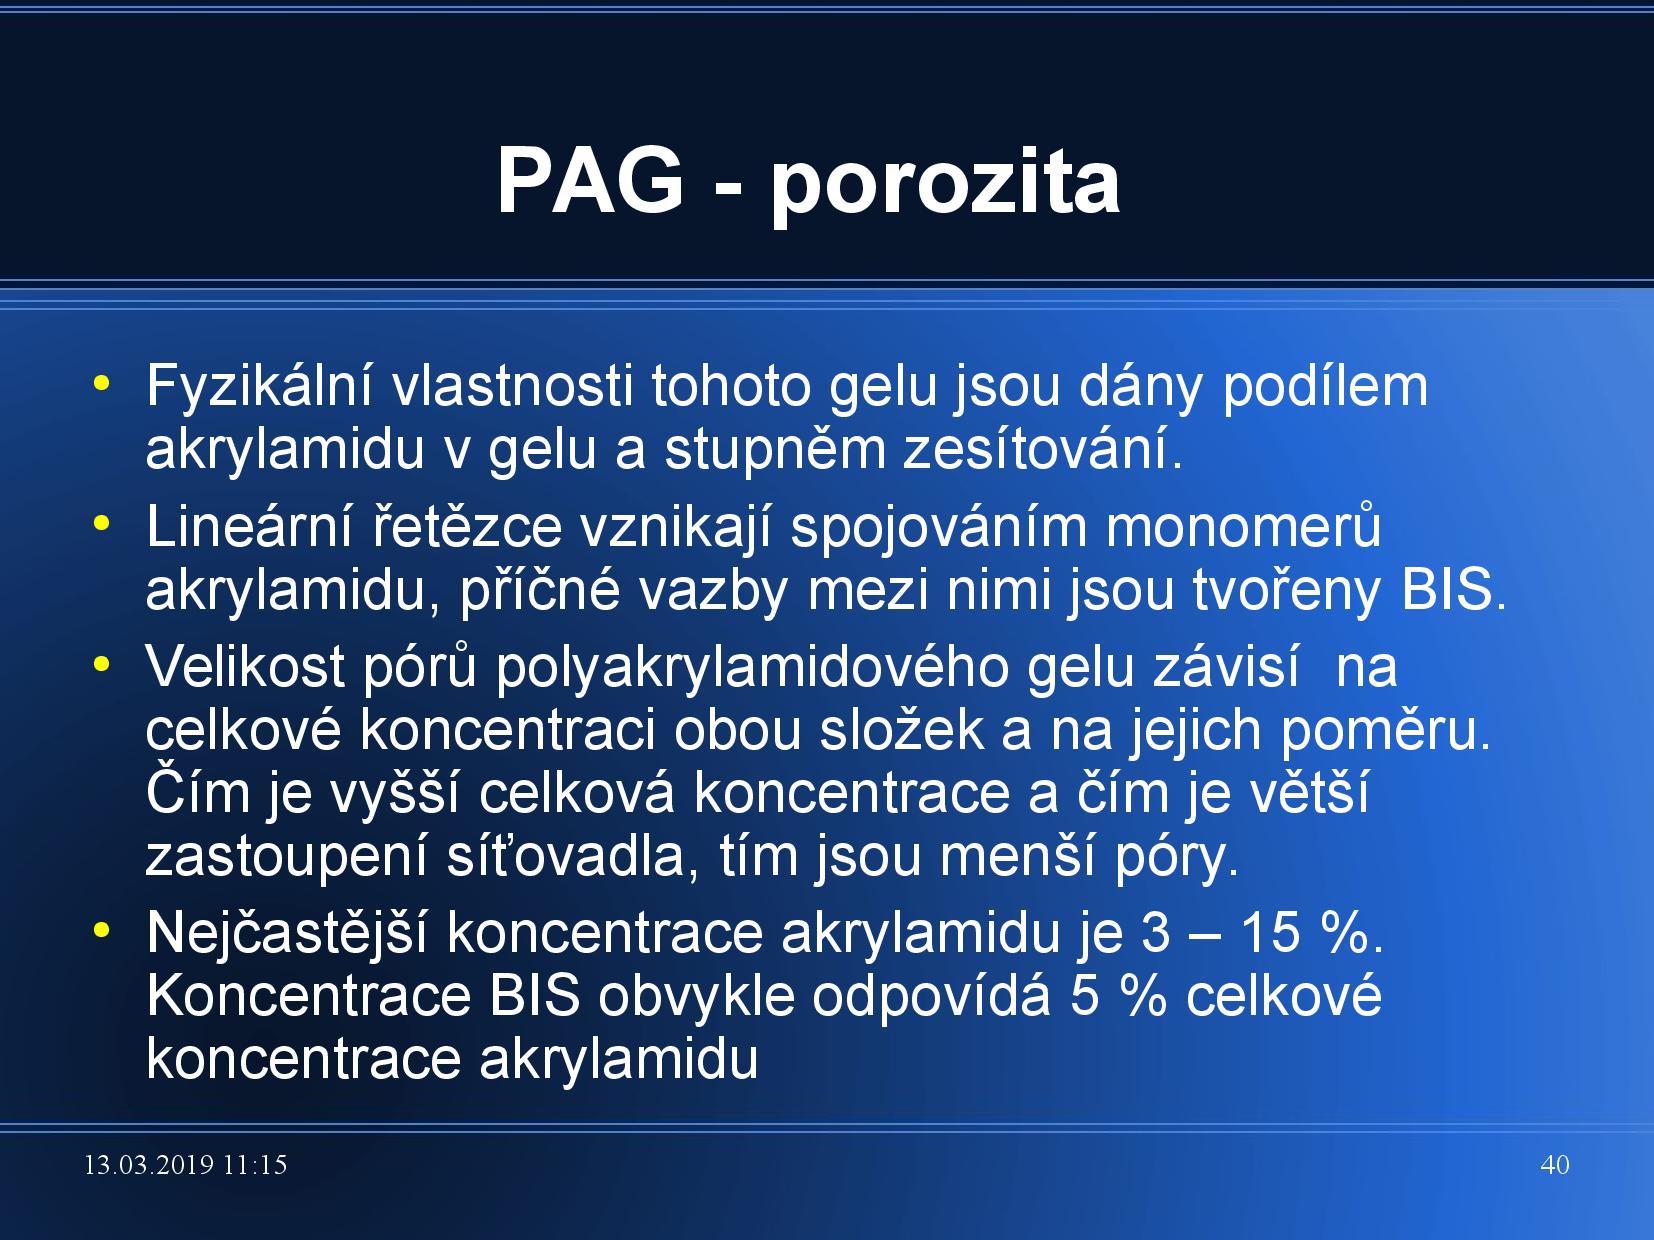 PAG - porozita
• Fyzikální vlastnosti tohoto gelu jsou dány podílem
akrylamidu v gelu a stupněm zesítování.
• Lineární řetězce vznikají spojováním monomerů
akrylamidu, příčné vazby mezi nimi jsou tvořeny BIS.
• Velikost pórů polyakrylamidového gelu závisí  na
celkové koncentraci obou složek a na jejich poměru.
Čím je vyšší celková koncentrace a čím je větší
zastoupení síťovadla, tím jsou menší póry.
• Nejčastější koncentrace akrylamidu je 3 – 15 %.
Koncentrace BIS obvykle odpovídá 5 % celkové
koncentrace akrylamidu
13.03.2019 11:15
40